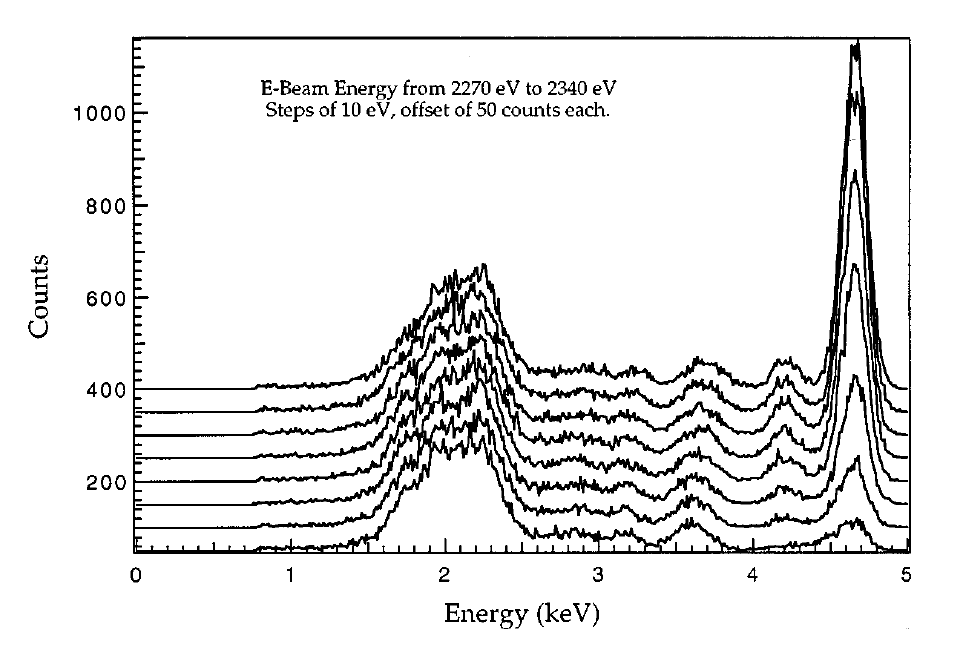 E-Beam Energy from 2270 eV to 2340 eV
Steps of 10 eV, offset of 50 counts each.
1000
800
600
400
200
Counts
0 1 2 3 4 5
Energy (keV)